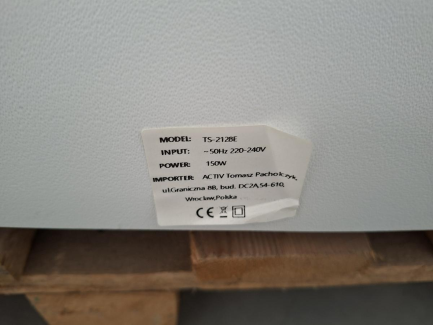 MODEL: TS-212BE
INPUT: ~50Hz 220-240V
POWER: 150W
IMPORTER: ACTIV Tomasz Pacholczyk,
ul.Graniczna 8B, bud. DC2A,54-610,
Wrocław,Polska
CE